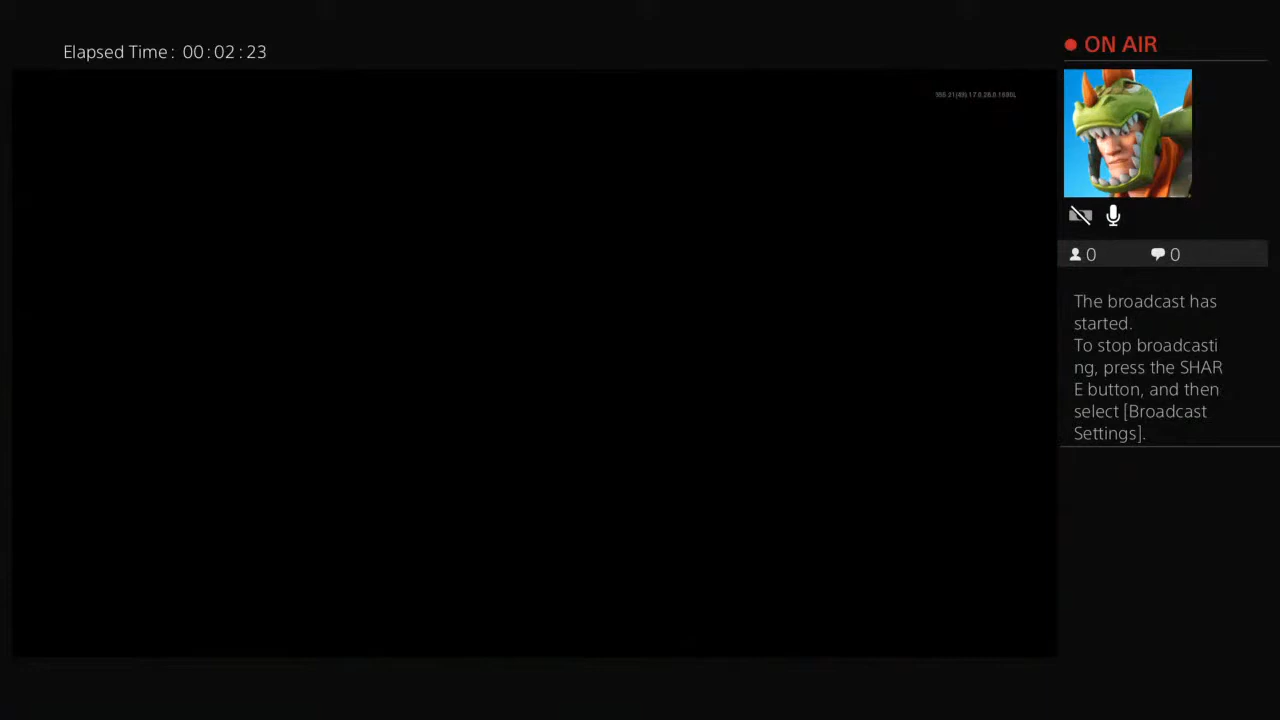 Elapsed Time: 00:02:23
ON AIR
0 0
The broadcast has
started.
To stop broadcasti
ng, press the SHAR
E button, and then
select [Broadcast
Settings].